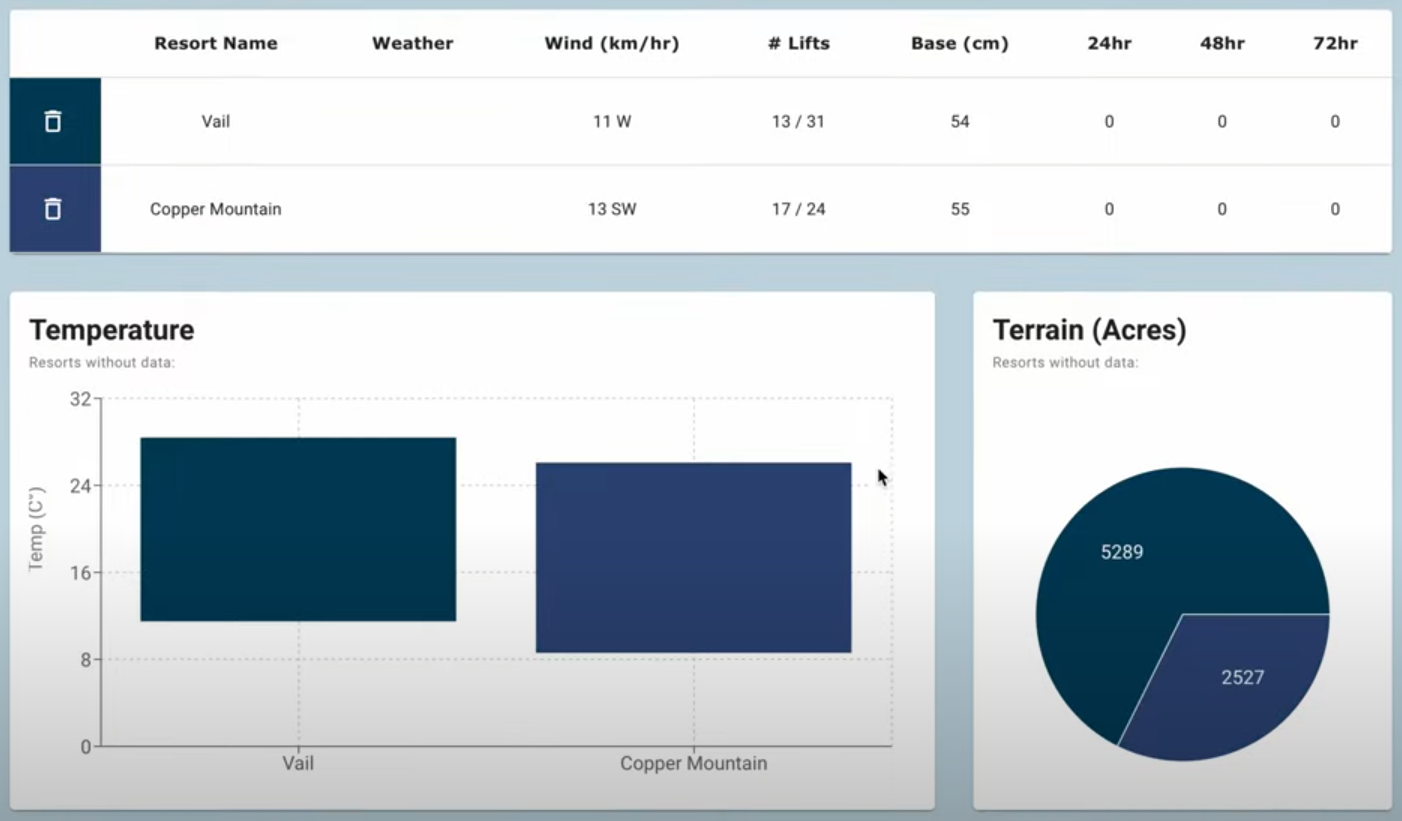 Resort Name Weather Wind (km/hr) # Lifts Base (cm) 24hr 48hr 72hr
Vail 11 W 13 / 31 54 0 0 0
Copper Mountain 13 SW 17 / 24 55 0 0 0
Temperature
Resorts without data:
32
24
16
8
0
Temp (C°)
Vail Copper Mountain
Terrain (Acres)
Resorts without data:
5289
2527